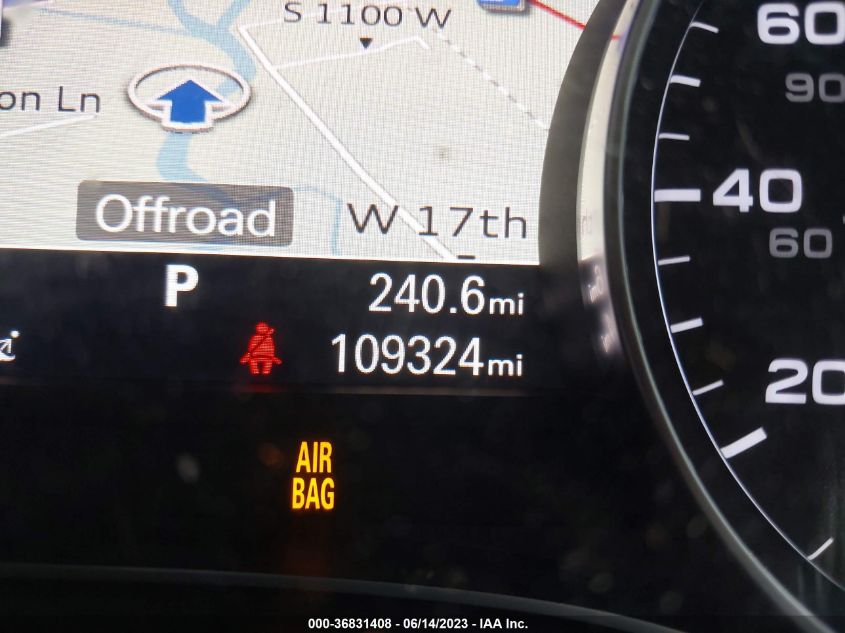 S 1100 W
on Ln
Offroad
W 17th
P
240.6mi
109324mi
AIR
BAG
60
90
40
60
20
000-36831408 - 06/14/2023 - IAA Inc.